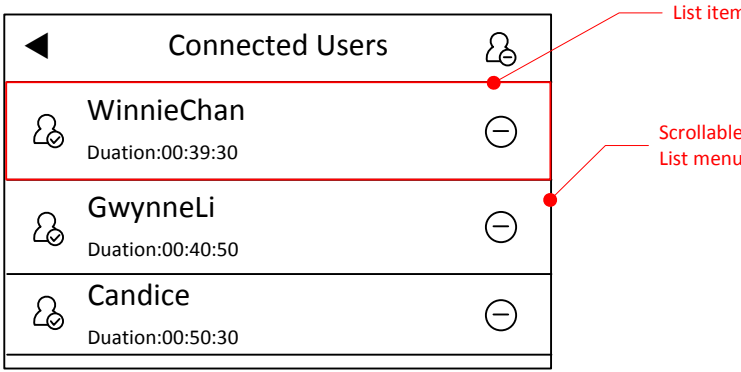 List item
Connected Users
WinnieChan
Duation:00:39:30
Scrollable
List menu
GwynneLi
Duation:00:40:50
Candice
Duation:00:50:30